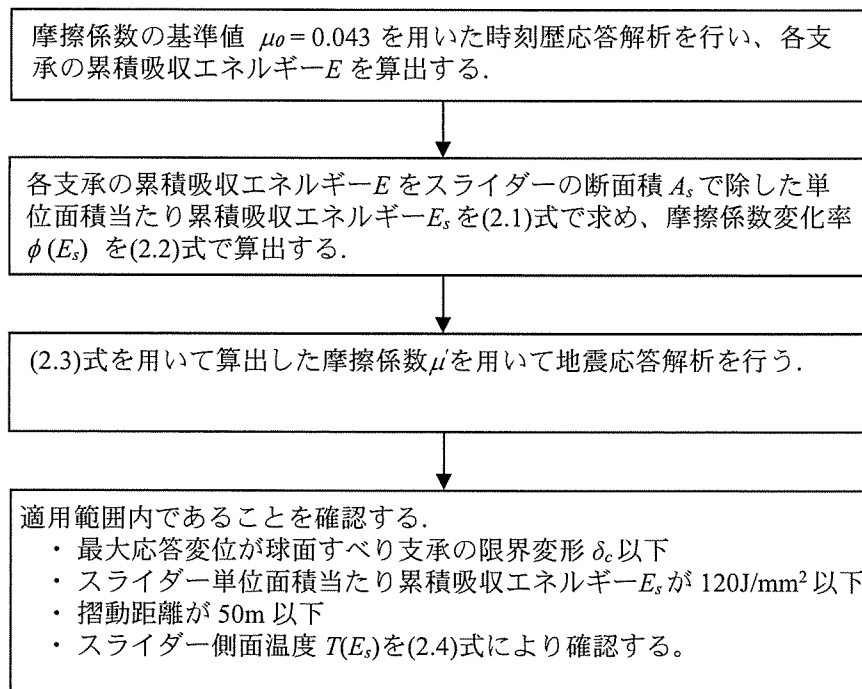 摩擦係数の基準値 μ₀ = 0.043 を用いた時刻歴応答解析を行い、各支
承の累積吸収エネルギーE を算出する.
各支承の累積吸収エネルギーE をスライダーの断面積 Aₛ で除した単
位面積当たり累積吸収エネルギーEₛ を(2.1)式で求め、摩擦係数変化率
ϕ (Eₛ) を(2.2)式で算出する.
(2.3)式を用いて算出した摩擦係数μ'を用いて地震応答解析を行う.
適用範囲内であることを確認する.
・ 最大応答変位が球面すべり支承の限界変形 δc 以下
・ スライダー単位面積当たり累積吸収エネルギーEₛ が 120J/mm² 以下
・ 摺動距離が 50m 以下
・ スライダー側面温度 T(Eₛ)を(2.4)式により確認する。